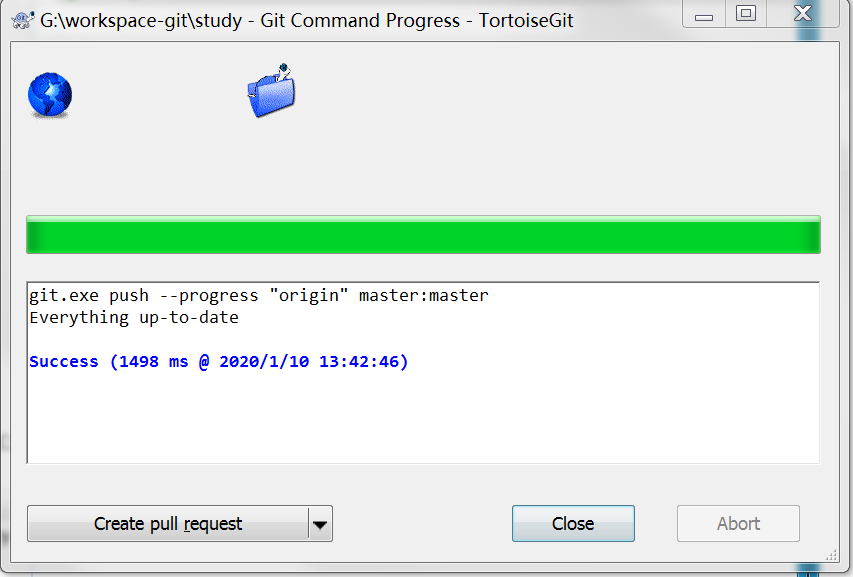 G:\workspace-git\study - Git Command Progress - TortoiseGit
git.exe push --progress "origin" master:master
Everything up-to-date
Success (1498 ms @ 2020/1/10 13:42:46)
Create pull request
Close
Abort